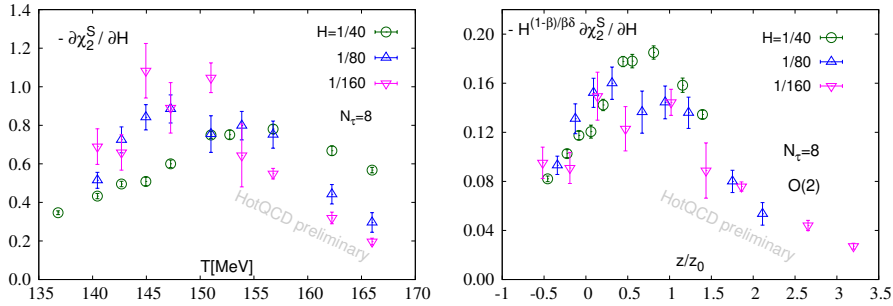 - ∂χ₂ˢ/∂H
H=1/40
1/80
1/160
Nτ=8
HotQCD preliminary
T[MeV]
0.0
0.2
0.4
0.6
0.8
1.0
1.2
1.4
135 140 145 150 155 160 165 170
- H^(1-β)/βδ ∂χ₂ˢ/∂H
H=1/40
1/80
1/160
Nτ=8
O(2)
HotQCD preliminary
z/z₀
0.00
0.04
0.08
0.12
0.16
0.20
-1 -0.5 0 0.5 1 1.5 2 2.5 3 3.5